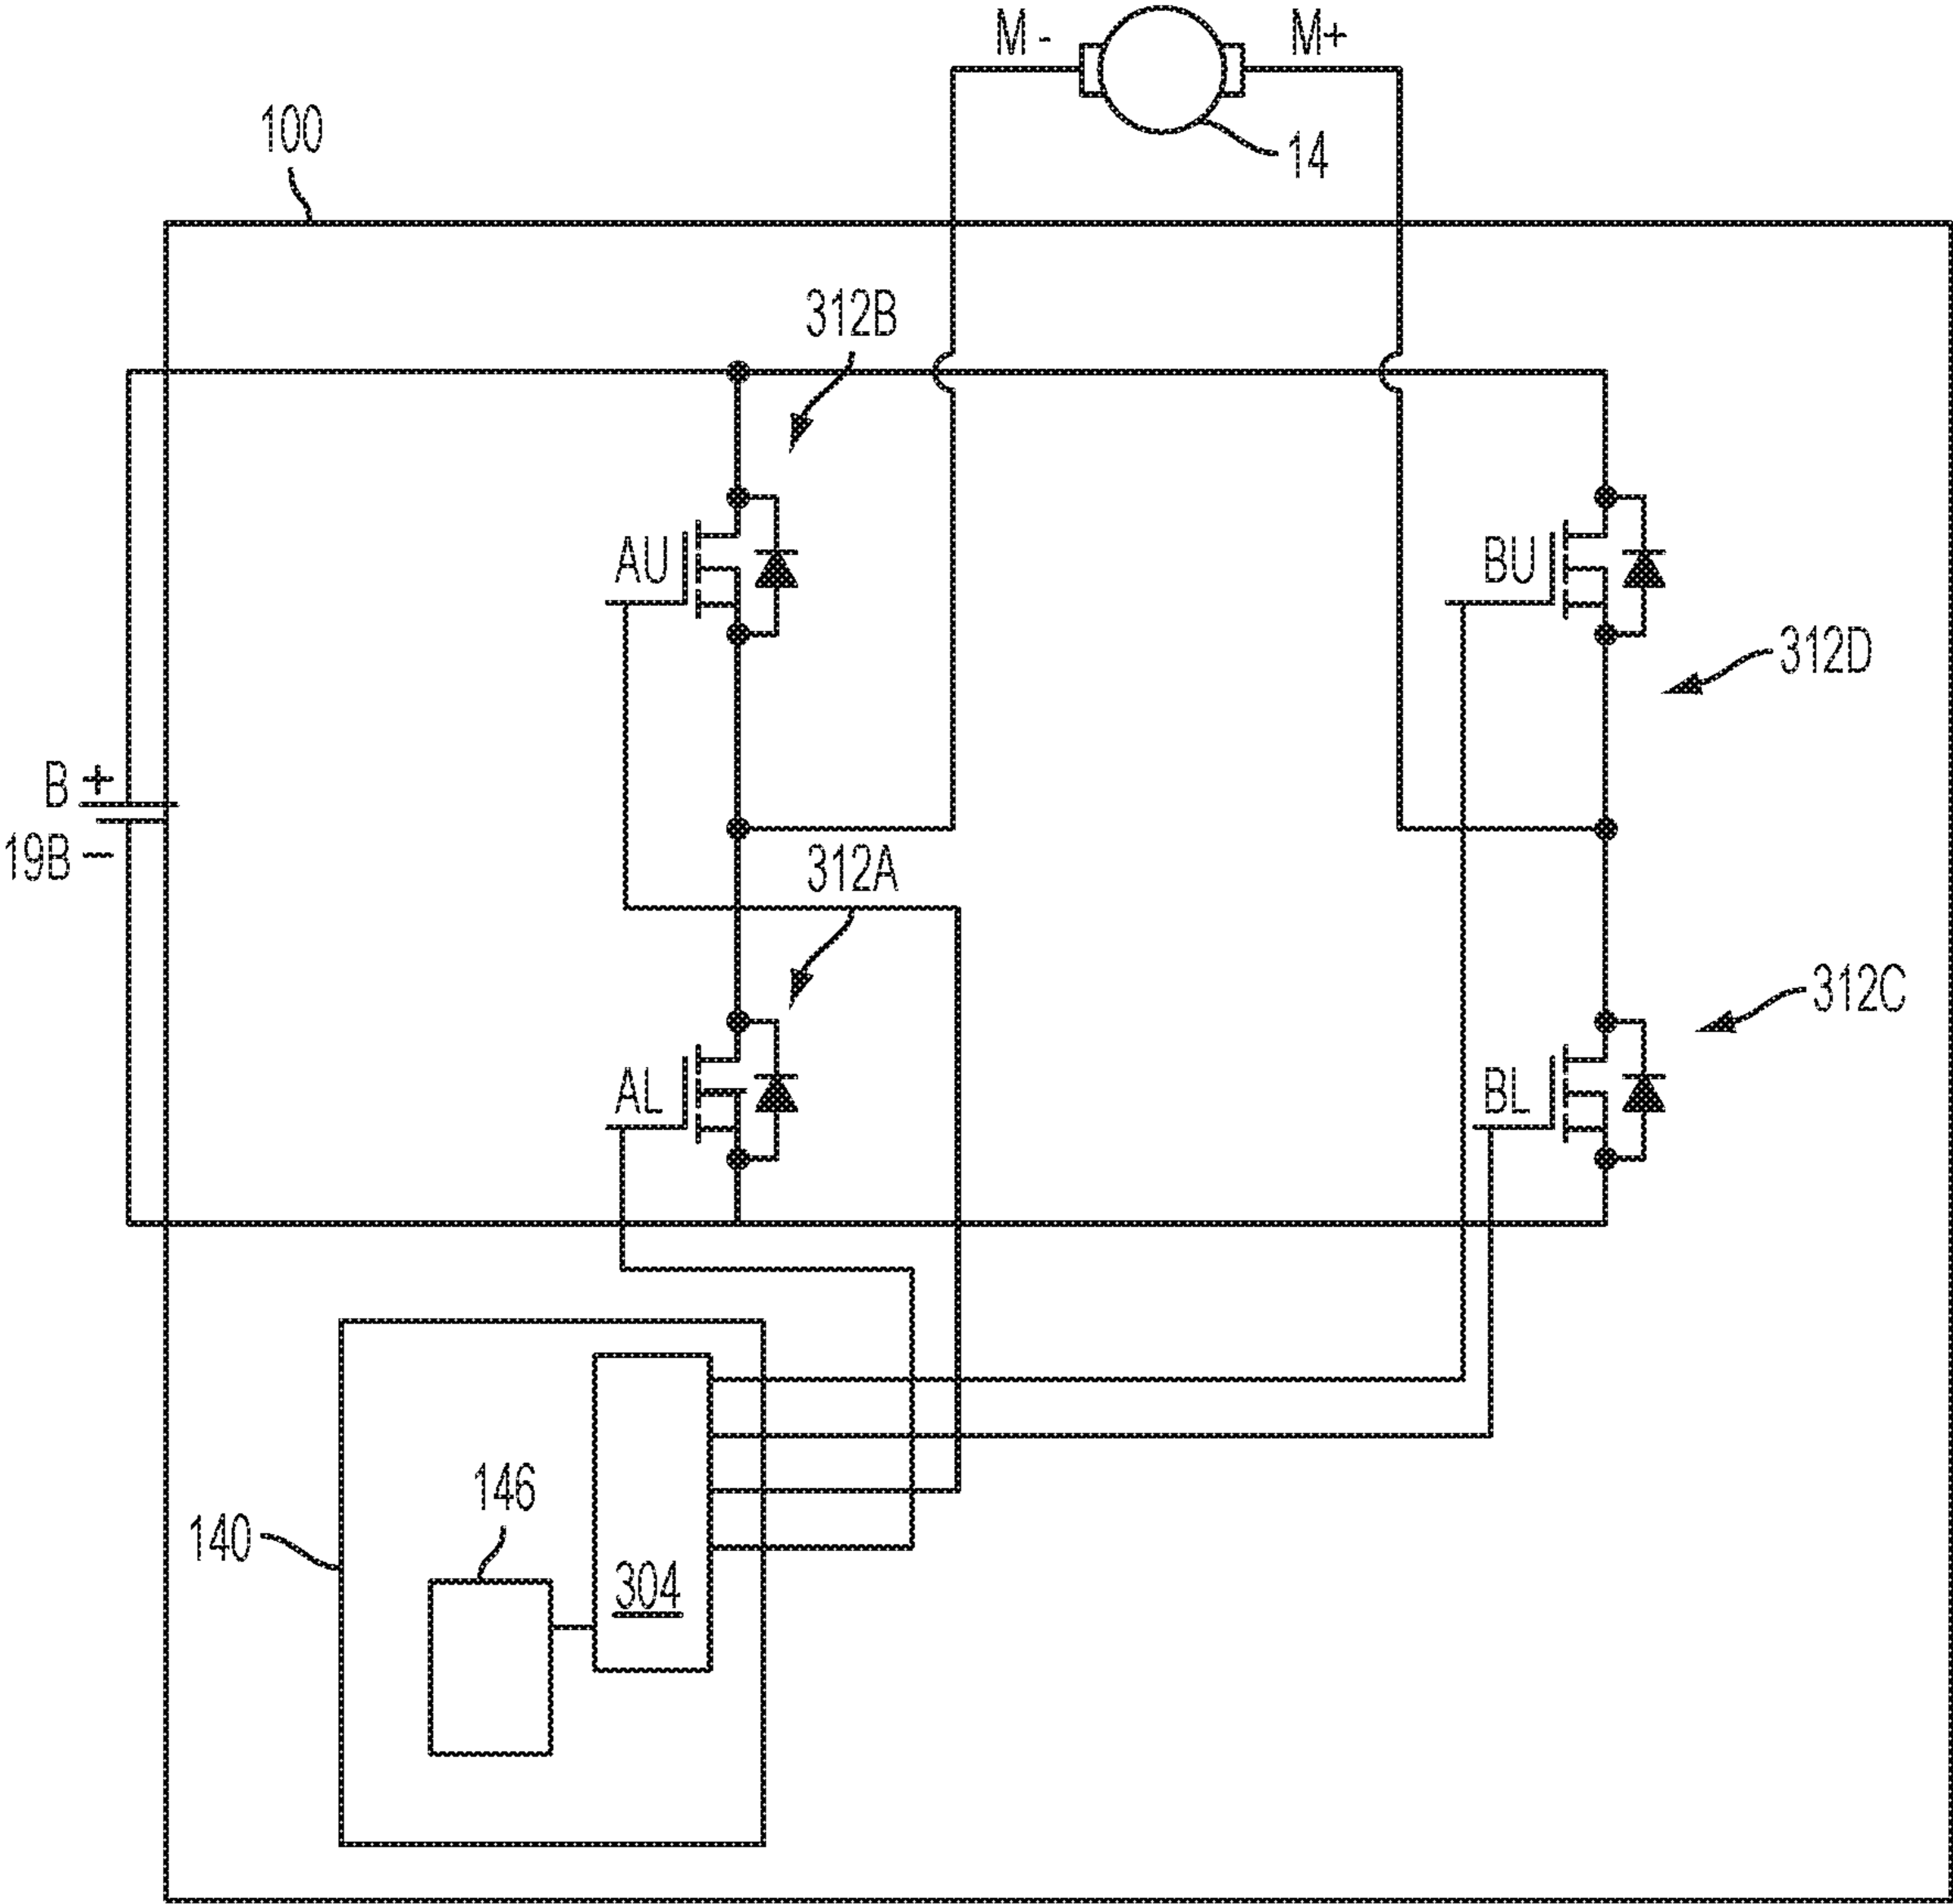 M - M+
14
100
312B
AU
BU
312D
B +
19B -
312A
312C
AL
BL
146
140
304